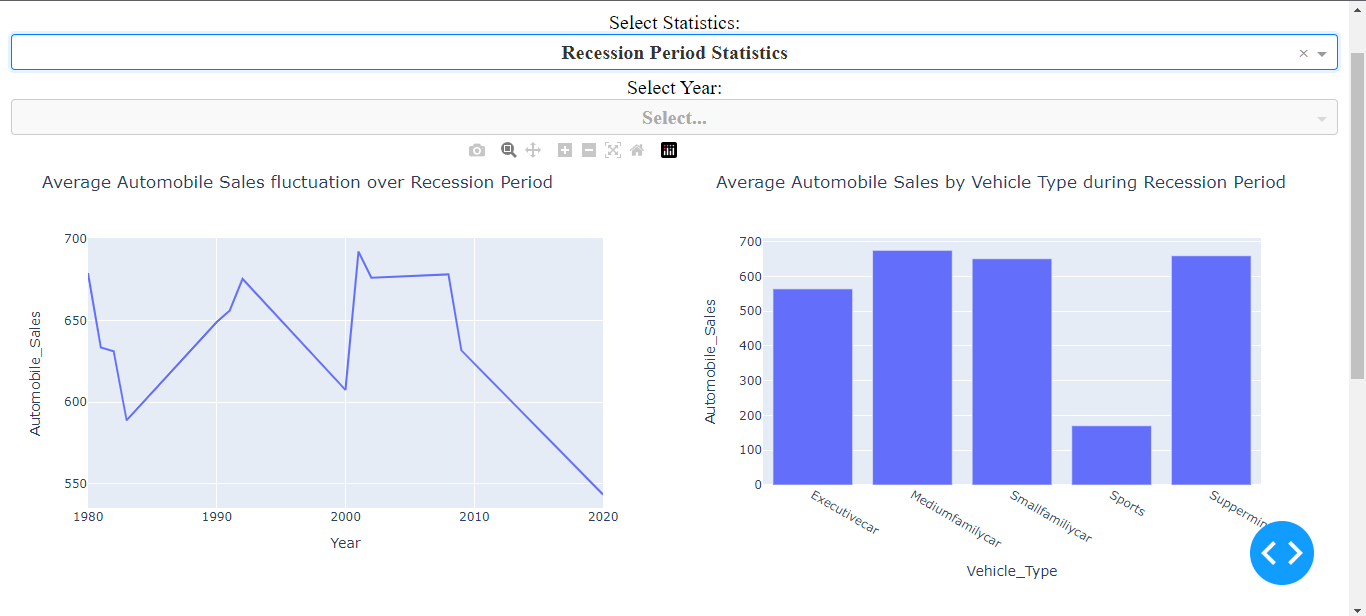 Select Statistics:
Recession Period Statistics
×
Select Year:
Select...
Average Automobile Sales fluctuation over Recession Period
700
650
600
550
Automobile_Sales
1980 1990 2000 2010 2020
Year
Average Automobile Sales by Vehicle Type during Recession Period
700
600
500
400
300
200
100
0
Automobile_Sales
Executivecar
Mediumfamilycar
Smallfamiliycar
Sports
Vehicle_Type